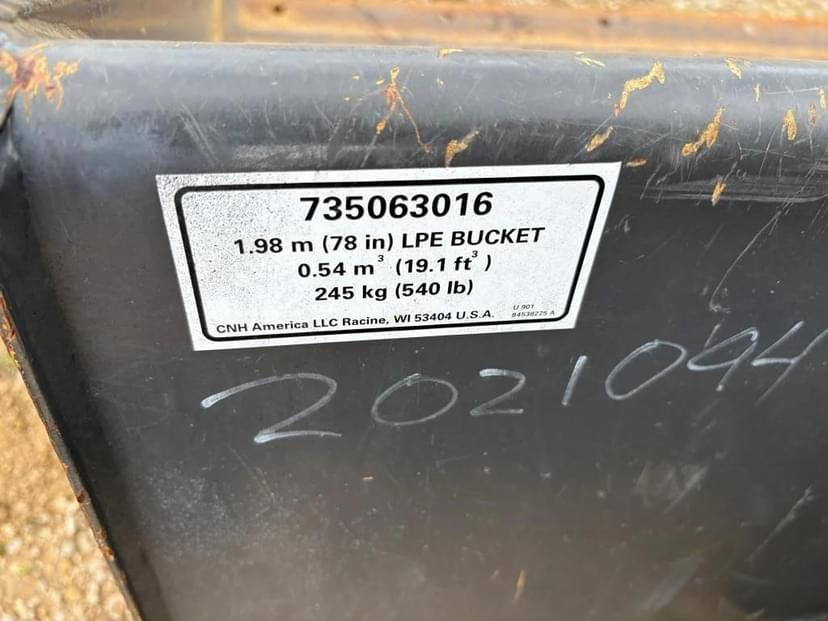 735063016
1.98 m (78 in) LPE BUCKET
0.54 m³ (19.1 ft³)
245 kg (540 lb)
U 901
CNH America LLC Racine, WI 53404 U.S.A. 84536225 A
2021094